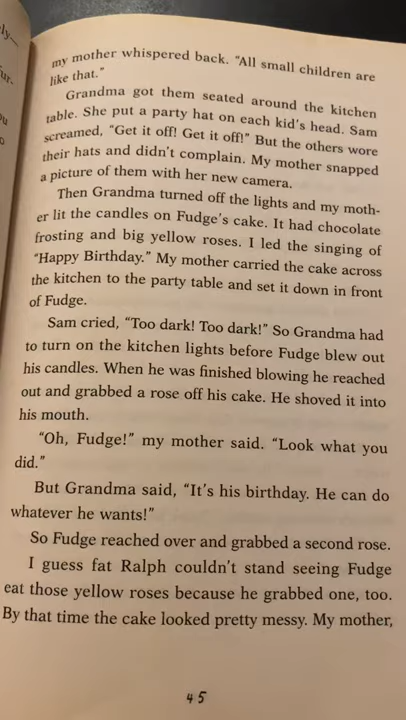 ly—
fur-
ou
o
my mother whispered back. “All small children are
like that.”
Grandma got them seated around the kitchen
table. She put a party hat on each kid’s head. Sam
screamed, “Get it off! Get it off!” But the others wore
their hats and didn’t complain. My mother snapped
a picture of them with her new camera.
Then Grandma turned off the lights and my moth-
er lit the candles on Fudge’s cake. It had chocolate
frosting and big yellow roses. I led the singing of
“Happy Birthday.” My mother carried the cake across
the kitchen to the party table and set it down in front
of Fudge.
Sam cried, “Too dark! Too dark!” So Grandma had
to turn on the kitchen lights before Fudge blew out
his candles. When he was finished blowing he reached
out and grabbed a rose off his cake. He shoved it into
his mouth.
“Oh, Fudge!” my mother said. “Look what you
did.”
But Grandma said, “It’s his birthday. He can do
whatever he wants!”
So Fudge reached over and grabbed a second rose.
I guess fat Ralph couldn’t stand seeing Fudge
eat those yellow roses because he grabbed one, too.
By that time the cake looked pretty messy. My mother,
45